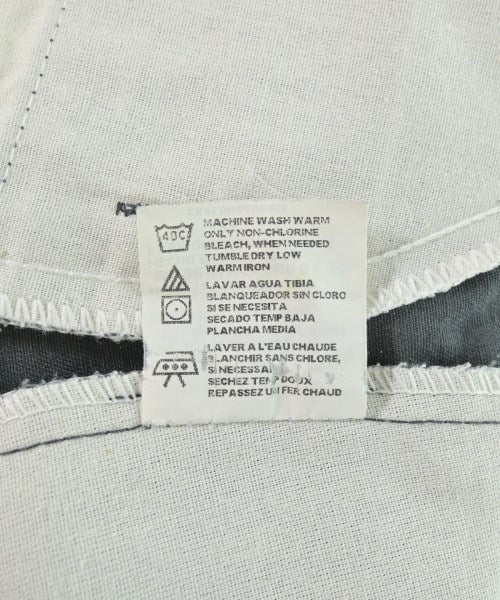 40C
MACHINE WASH WARM
ONLY NON-CHLORINE
BLEACH, WHEN NEEDED
TUMBLE DRY LOW
WARM IRON
LAVAR AGUA TIBIA
BLANQUEADOR SIN CLORO
SI SE NECESITA
SECADO TEMP BAJA
PLANCHA MEDIA
LAVER A L'EAU CHAUDE
BLANCHIR SANS CHLORE,
SI NECESSAI
SECHEZ TEMP DOUX
REPASSEZ UN FER CHAUD